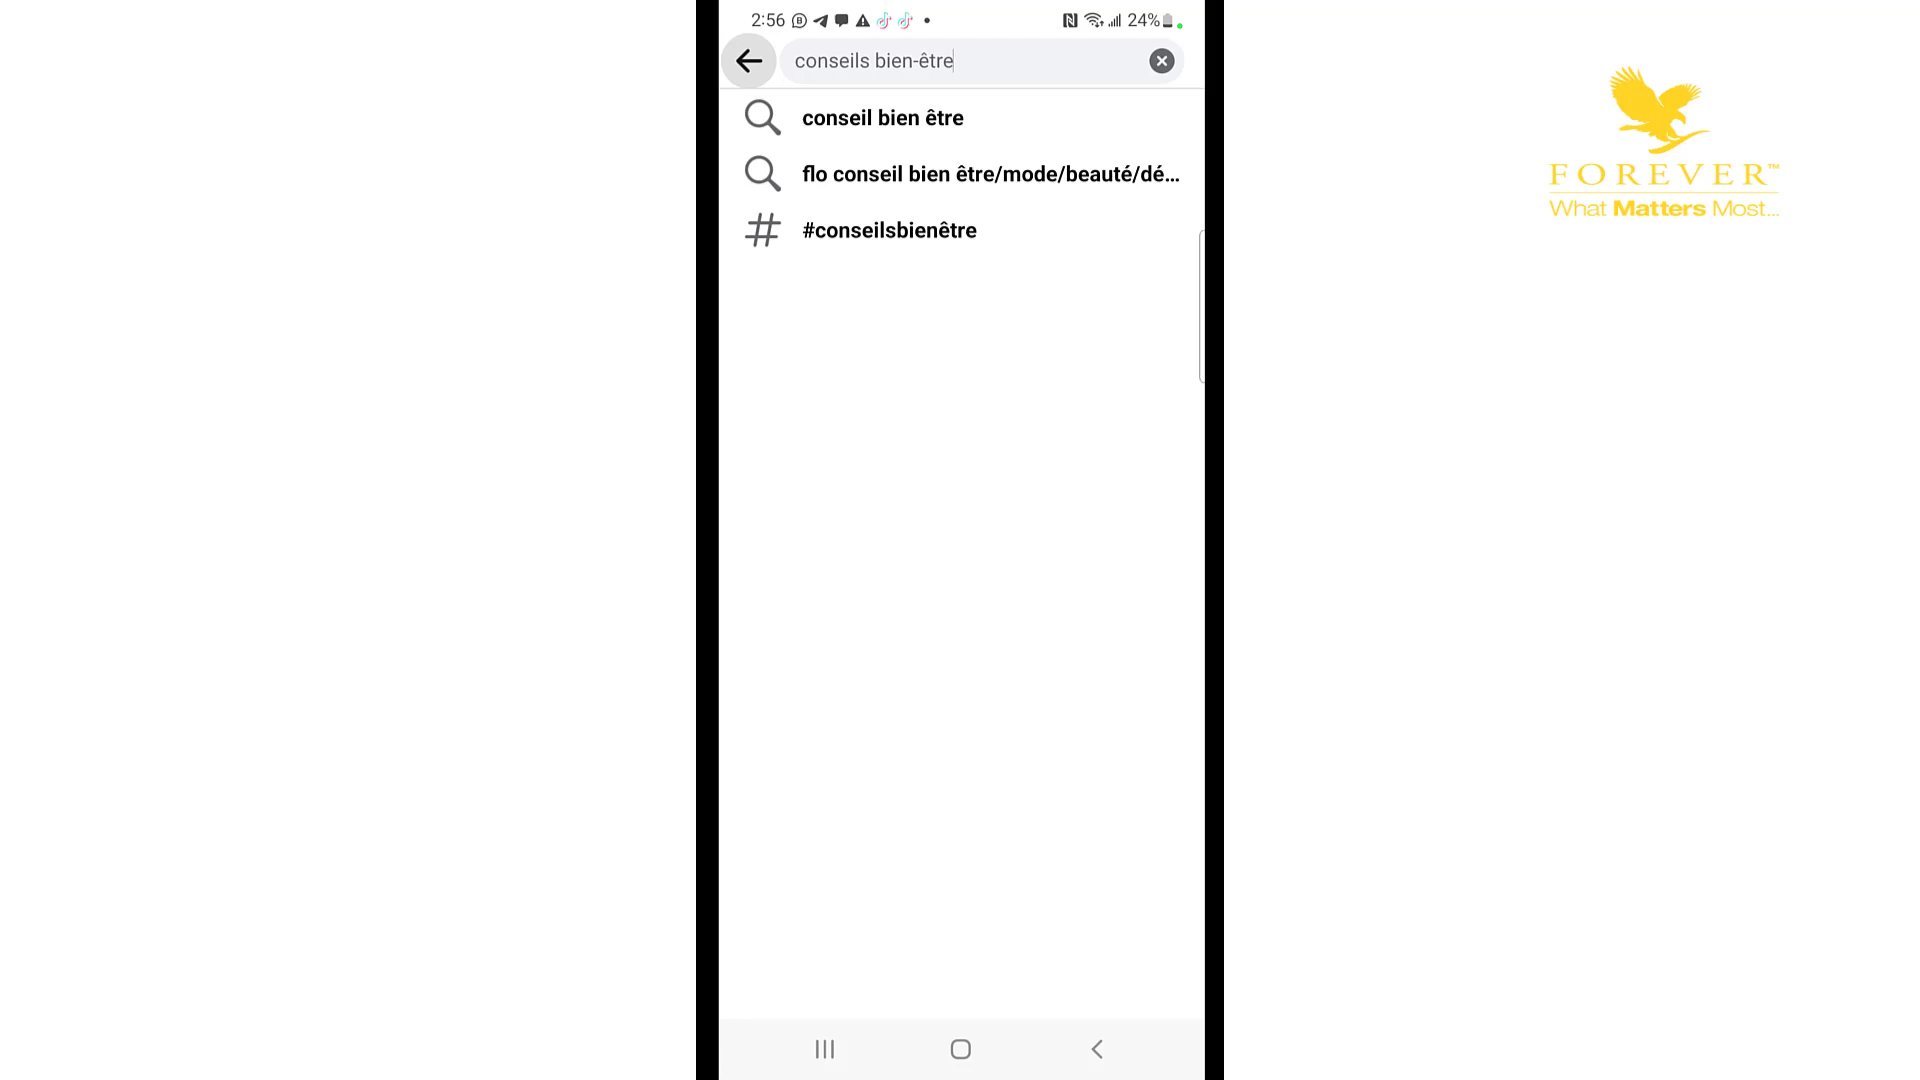 2:56
24%
conseils bien-être
conseil bien être
flo conseil bien être/mode/beauté/dé...
#conseilsbienêtre
FOREVER™
What Matters Most...